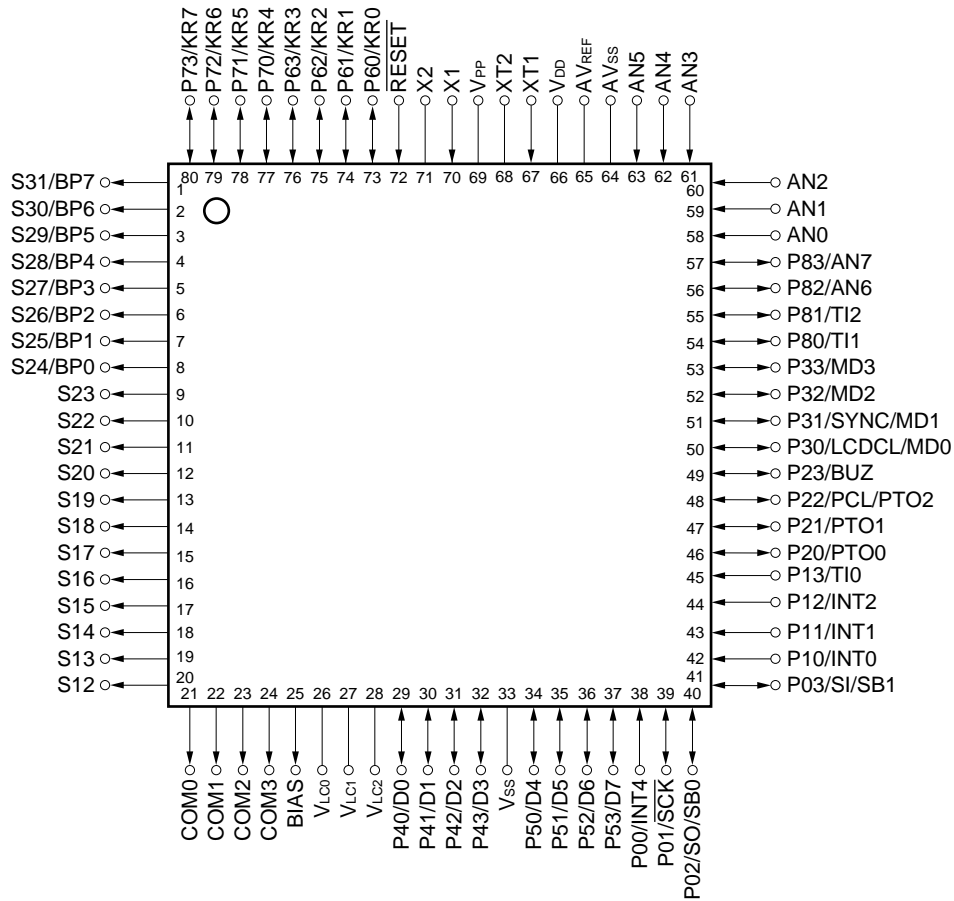 P73/KR7
P72/KR6
P71/KR5
P70/KR4
P63/KR3
P62/KR2
P61/KR1
P60/KR0
RESET
X2
X1
VPP
XT2
XT1
VDD
AVREF
AVSS
AN5
AN4
AN3
80 79 78 77 76 75 74 73 72 71 70 69 68 67 66 65 64 63 62 61
S31/BP7 1
S30/BP6 2
S29/BP5 3
S28/BP4 4
S27/BP3 5
S26/BP2 6
S25/BP1 7
S24/BP0 8
S23 9
S22 10
S21 11
S20 12
S19 13
S18 14
S17 15
S16 16
S15 17
S14 18
S13 19
S12 20
60 AN2
59 AN1
58 AN0
57 P83/AN7
56 P82/AN6
55 P81/TI2
54 P80/TI1
53 P33/MD3
52 P32/MD2
51 P31/SYNC/MD1
50 P30/LCDCL/MD0
49 P23/BUZ
48 P22/PCL/PTO2
47 P21/PTO1
46 P20/PTO0
45 P13/TI0
44 P12/INT2
43 P11/INT1
42 P10/INT0
41 P03/SI/SB1
21 22 23 24 25 26 27 28 29 30 31 32 33 34 35 36 37 38 39 40
COM0
COM1
COM2
COM3
BIAS
VLC0
VLC1
VLC2
P40/D0
P41/D1
P42/D2
P43/D3
VSS
P50/D4
P51/D5
P52/D6
P53/D7
P00/INT4
P01/SCK
P02/SO/SB0